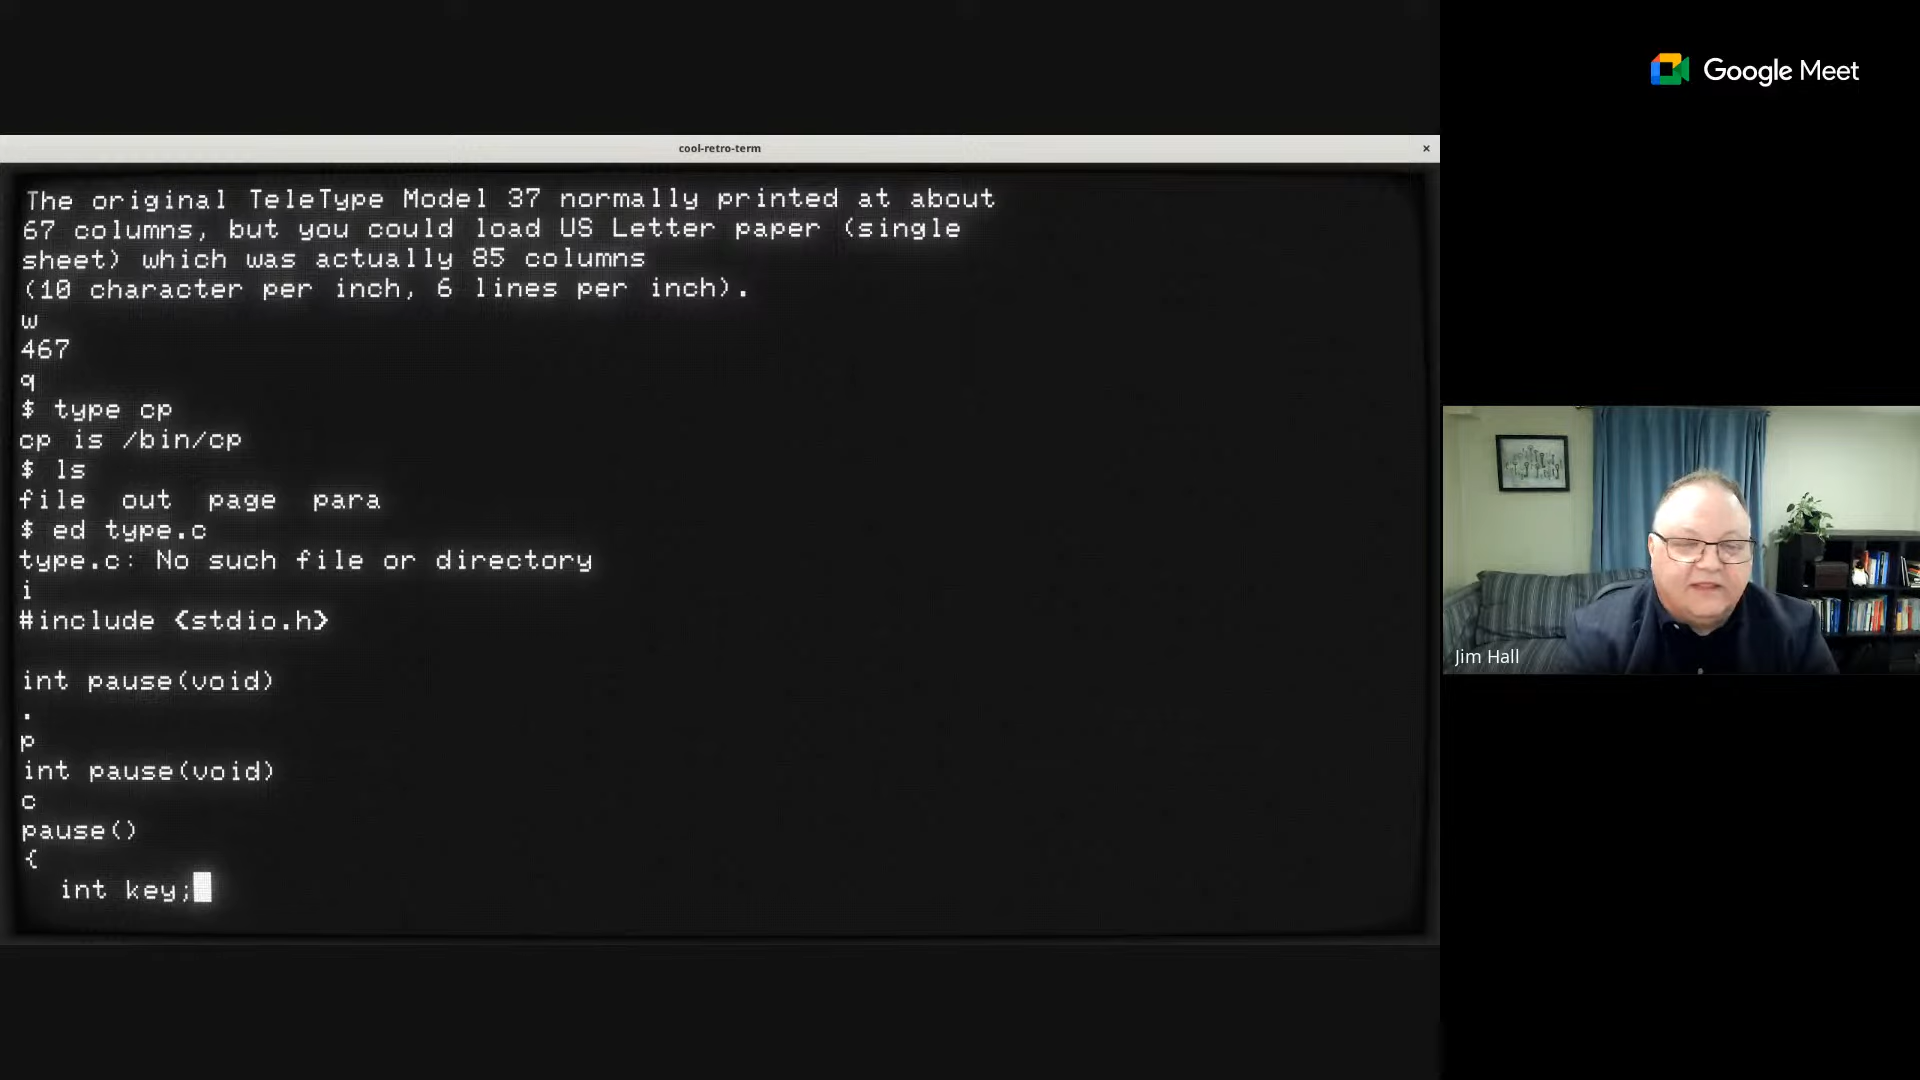 Google Meet
cool-retro-term ×
The original TeleType Model 37 normally printed at about
67 columns, but you could load US Letter paper (single
sheet) which was actually 85 columns
(10 character per inch, 6 lines per inch).
w
467
q
$ type cp
cp is /bin/cp
$ ls
file  out  page  para
$ ed type.c
type.c: No such file or directory
i
#include <stdio.h>
int pause(void)
.
p
int pause(void)
c
pause()
{
  int key;
Jim Hall